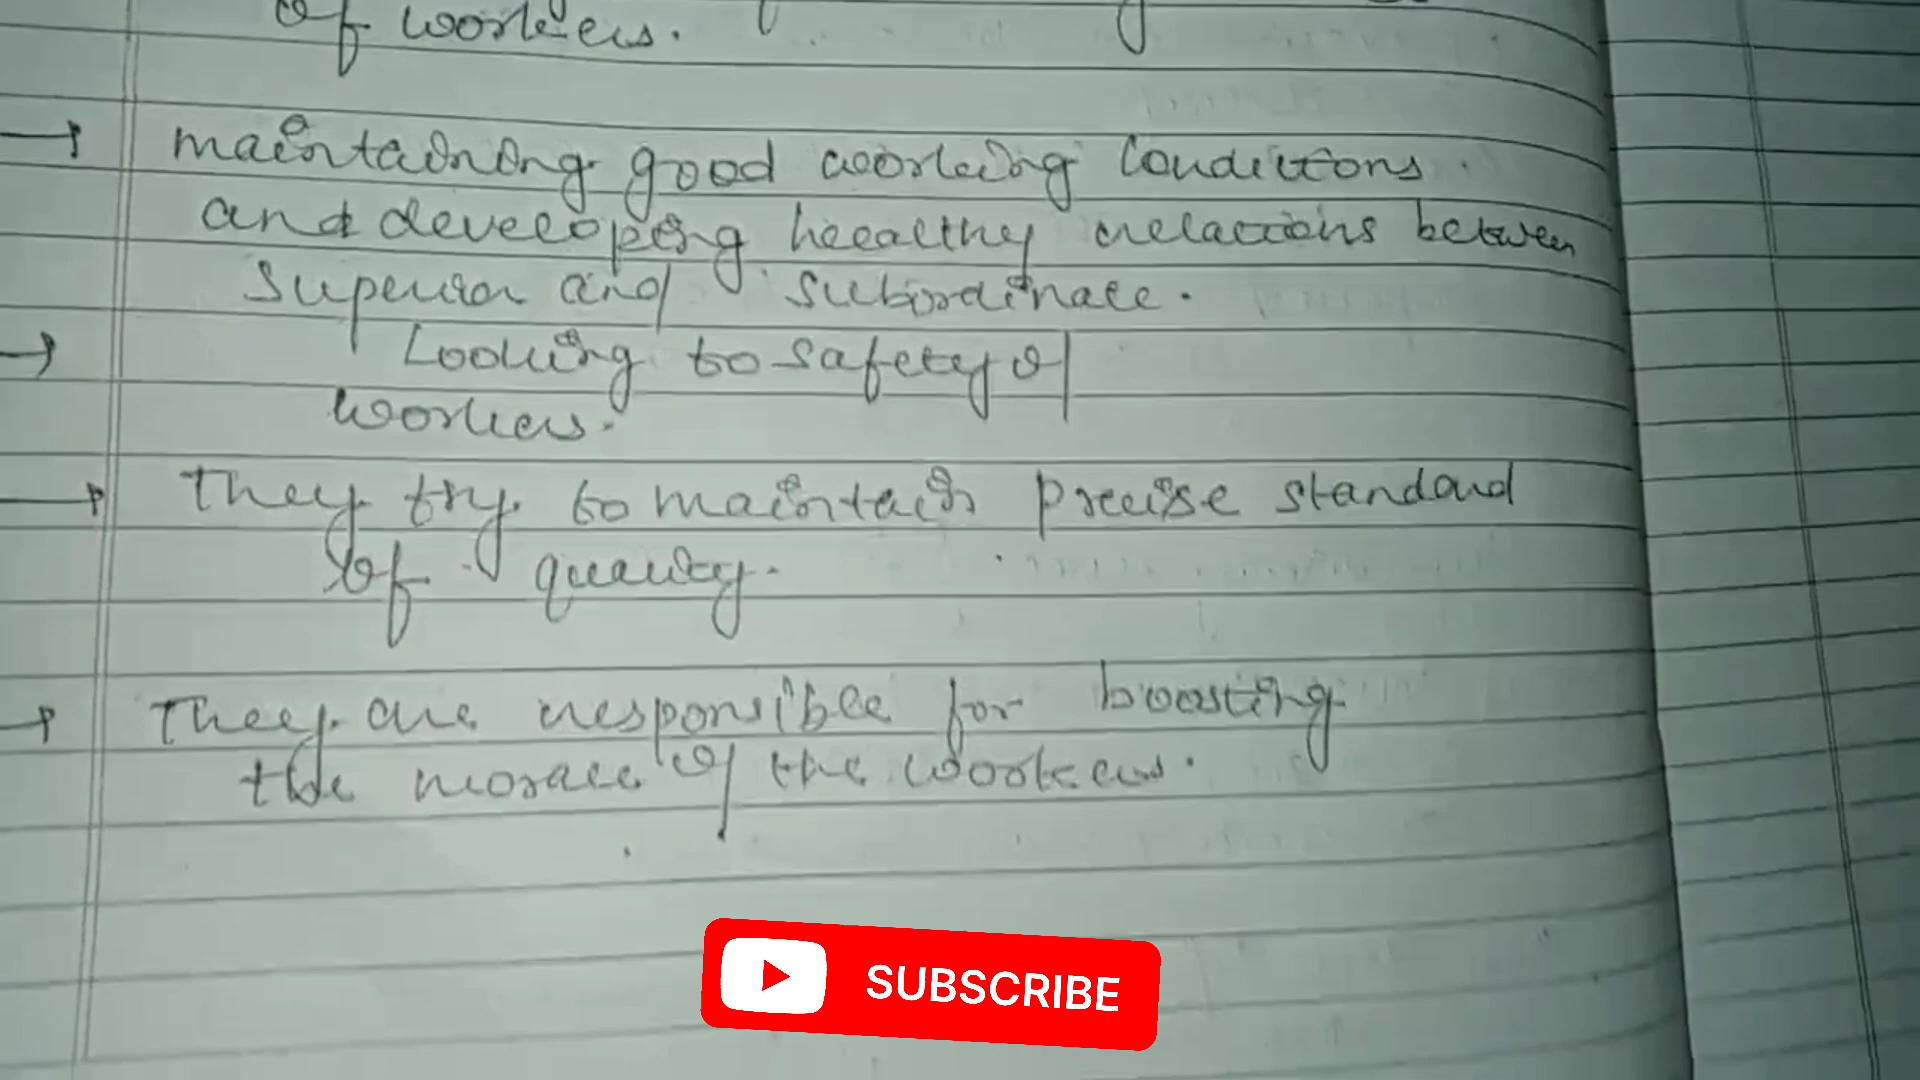 of workers.
→ maintaining good working conditions.
and developing heealthy relations between
superior and subordinate.
→ Looking to safety of
workers.
→ They try to maintain precise standard
of quality.
→ They are responsible for boosting
the morale of the workers.
SUBSCRIBE